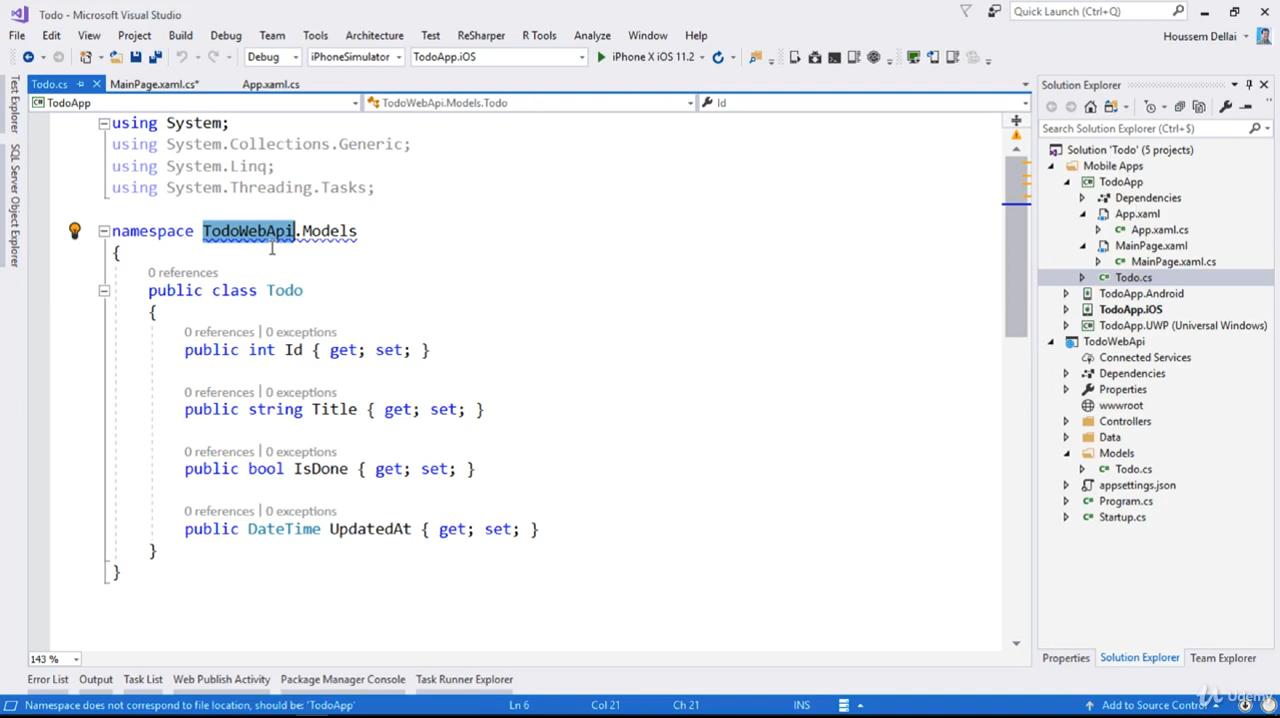 Todo - Microsoft Visual Studio
Quick Launch (Ctrl+Q)
File Edit View Project Build Debug Team Tools Architecture Test ReSharper R Tools Analyze Window Help
Houssem Dellai
Debug iPhoneSimulator TodoApp.iOS iPhone X iOS 11.2
Todo.cs MainPage.xaml.cs* App.xaml.cs
TodoApp TodoWebApi.Models.Todo Id
Test Explorer
SQL Server Object Explorer
using System;
using System.Collections.Generic;
using System.Linq;
using System.Threading.Tasks;
namespace TodoWebApi.Models
{
0 references
public class Todo
{
0 references | 0 exceptions
public int Id { get; set; }
0 references | 0 exceptions
public string Title { get; set; }
0 references | 0 exceptions
public bool IsDone { get; set; }
0 references | 0 exceptions
public DateTime UpdatedAt { get; set; }
}
}
143 %
Solution Explorer
Search Solution Explorer (Ctrl+$)
Solution 'Todo' (5 projects)
Mobile Apps
TodoApp
Dependencies
App.xaml
App.xaml.cs
MainPage.xaml
MainPage.xaml.cs
Todo.cs
TodoApp.Android
TodoApp.iOS
TodoApp.UWP (Universal Windows)
TodoWebApi
Connected Services
Dependencies
Properties
wwwroot
Controllers
Data
Models
Todo.cs
appsettings.json
Program.cs
Startup.cs
Properties Solution Explorer Team Explorer
Error List Output Task List Web Publish Activity Package Manager Console Task Runner Explorer
Namespace does not correspond to file location, should be: 'TodoApp' Ln 6 Col 21 Ch 21 INS Add to Source Control
Udemy